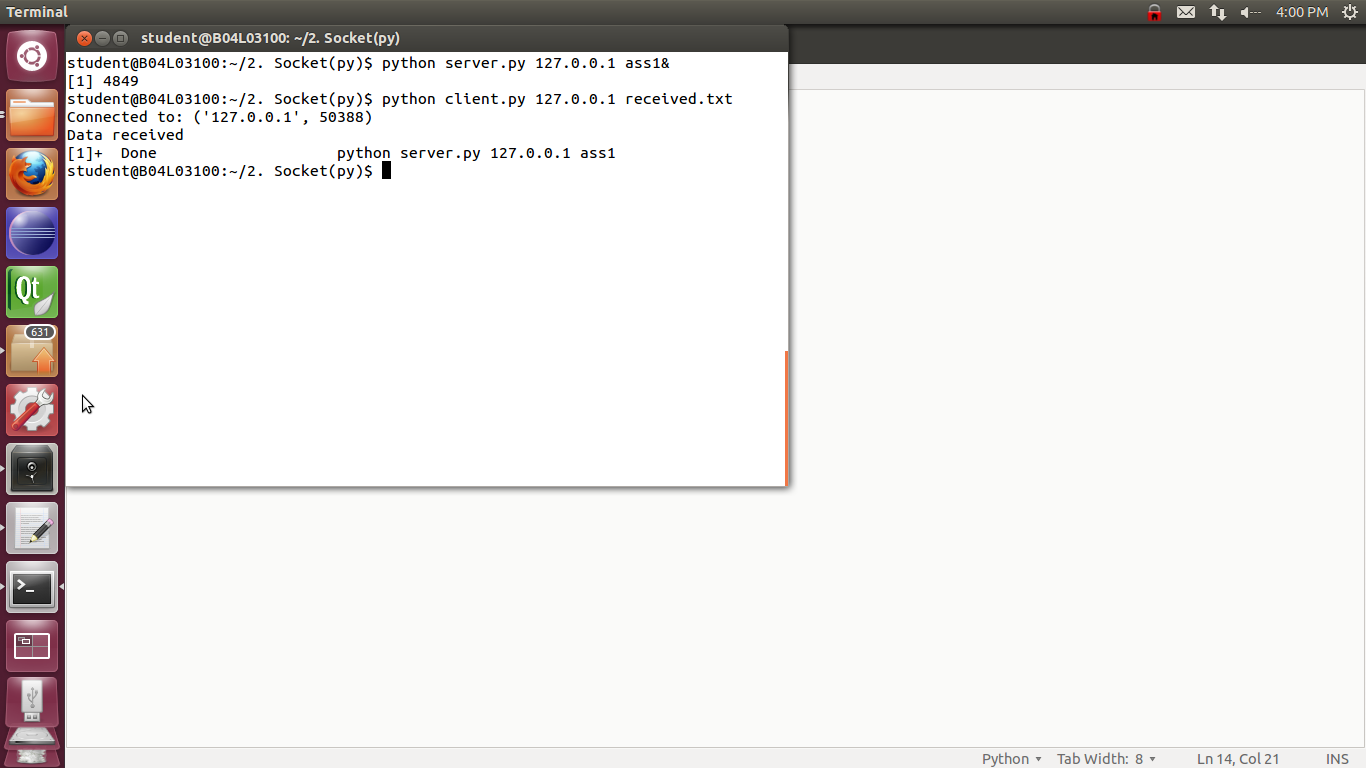 Terminal
4:00 PM
student@B04L03100: ~/2. Socket(py)
student@B04L03100:~/2. Socket(py)$ python server.py 127.0.0.1 ass1&
[1] 4849
student@B04L03100:~/2. Socket(py)$ python client.py 127.0.0.1 received.txt
Connected to: ('127.0.0.1', 50388)
Data received
[1]+  Done                    python server.py 127.0.0.1 ass1
student@B04L03100:~/2. Socket(py)$
Qt
631
>_
Python Tab Width: 8 Ln 14, Col 21 INS